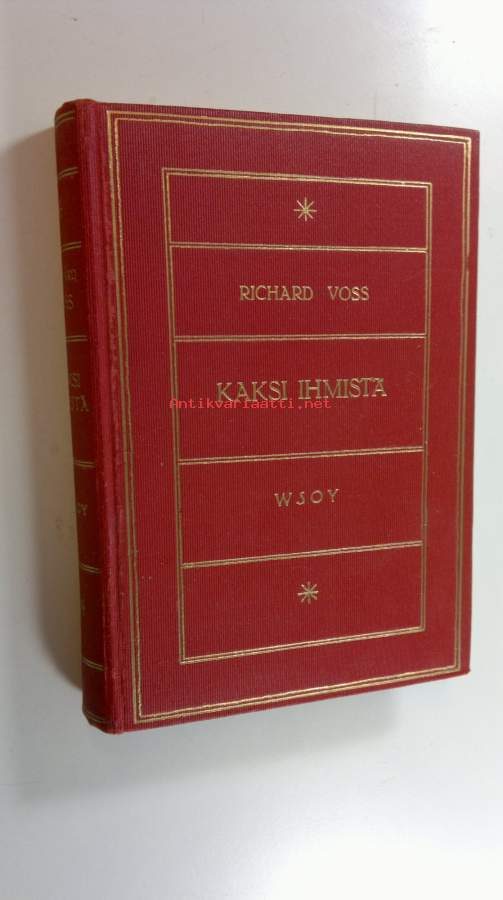 RICHARD VOSS
KAKSI IHMISTÄ
Antikvariaatti.net
WSOY